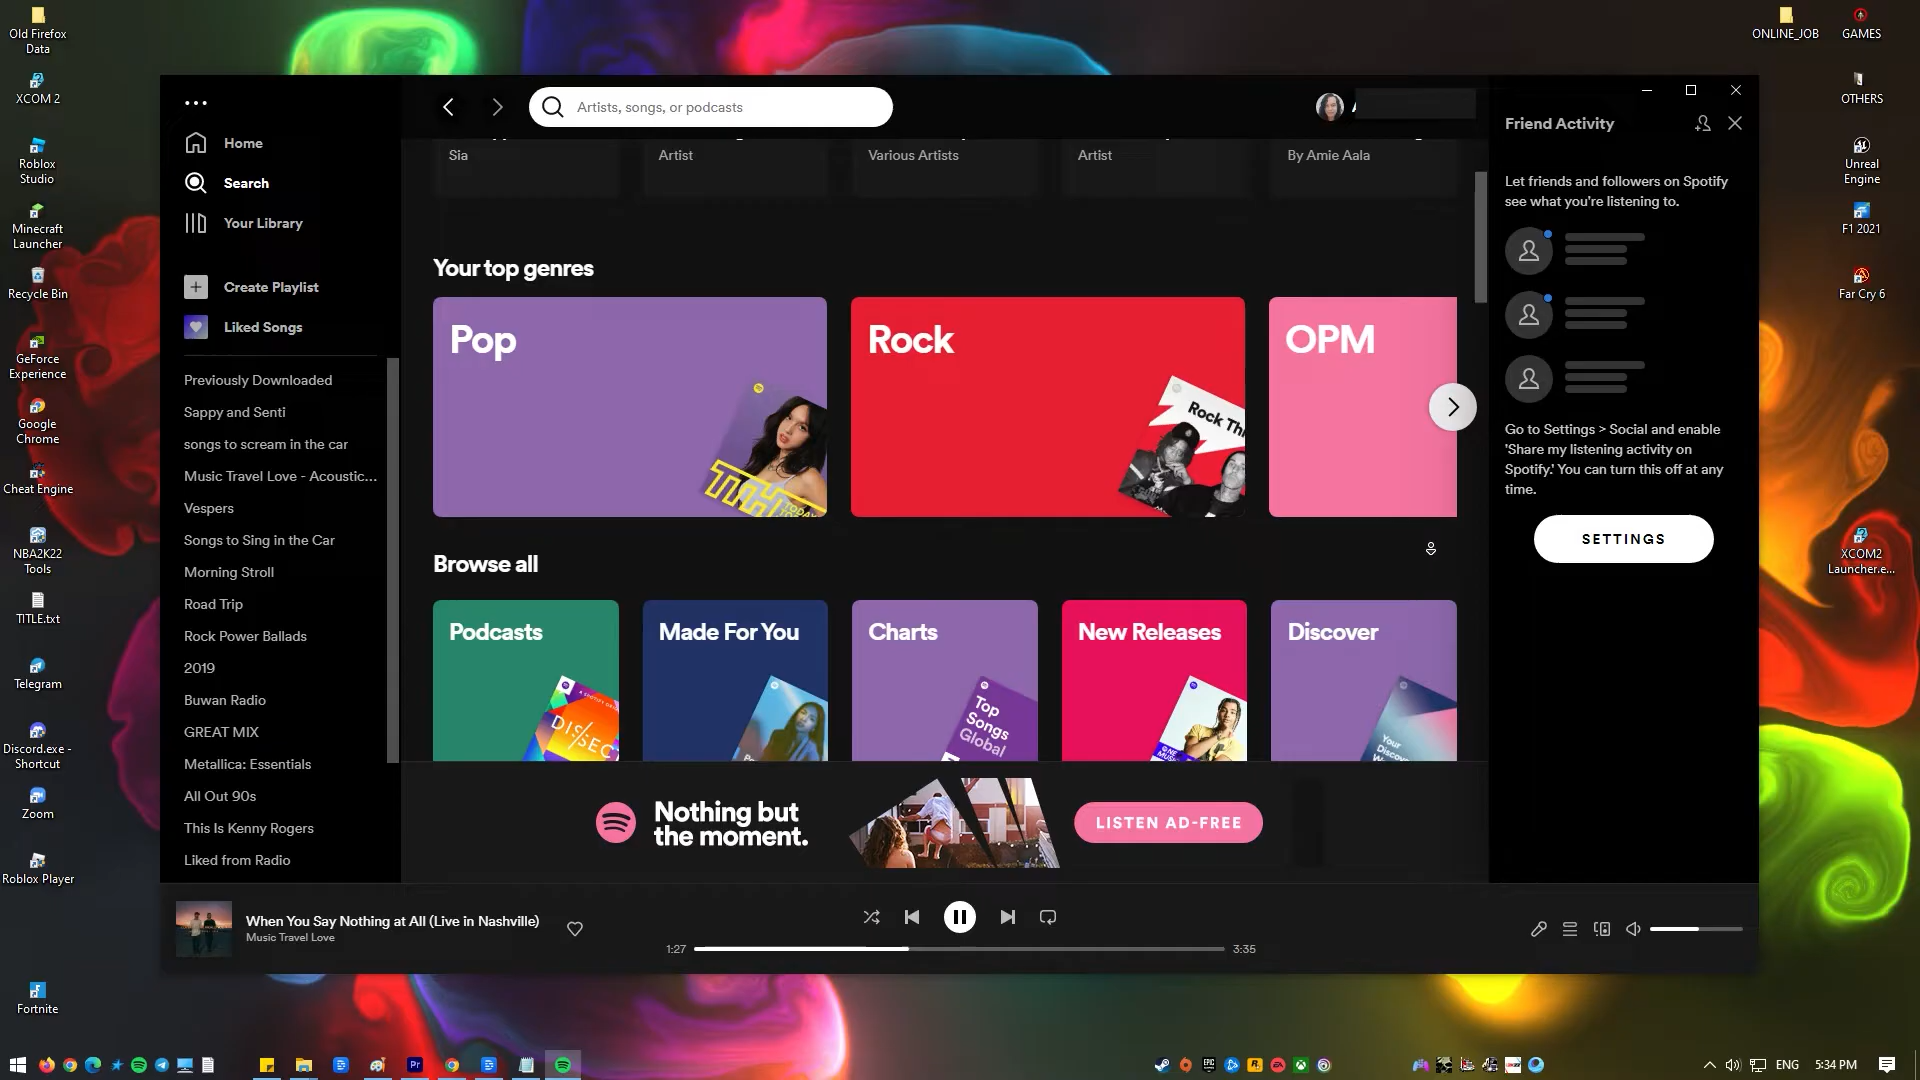 Old Firefox
Data
XCOM 2
Roblox
Studio
Minecraft
Launcher
Recycle Bin
GeForce
Experience
Google
Chrome
Cheat Engine
NBA2K22
Tools
TITLE.txt
Telegram
Discord.exe -
Shortcut
Zoom
Roblox Player
Fortnite
ONLINE_JOB
GAMES
OTHERS
Unreal
Engine
F1 2021
Far Cry 6
XCOM2
Launcher.e...
Home
Search
Your Library
Create Playlist
Liked Songs
Previously Downloaded
Sappy and Senti
songs to scream in the car
Music Travel Love - Acoustic...
Vespers
Songs to Sing in the Car
Morning Stroll
Road Trip
Rock Power Ballads
2019
Buwan Radio
GREAT MIX
Metallica: Essentials
All Out 90s
This Is Kenny Rogers
Liked from Radio
Artists, songs, or podcasts
Sia
Artist
Various Artists
Artist
By Amie Aala
Your top genres
Pop
Rock
Rock Thi
OPM
Browse all
Podcasts
DISSEC
Made For You
Charts
Top
Songs
Global
New Releases
Discover
Your
Nothing but
the moment.
LISTEN AD-FREE
Friend Activity
Let friends and followers on Spotify
see what you're listening to.
Go to Settings > Social and enable
'Share my listening activity on
Spotify.' You can turn this off at any
time.
SETTINGS
When You Say Nothing at All (Live in Nashville)
Music Travel Love
1:27
3:35
ENG
5:34 PM